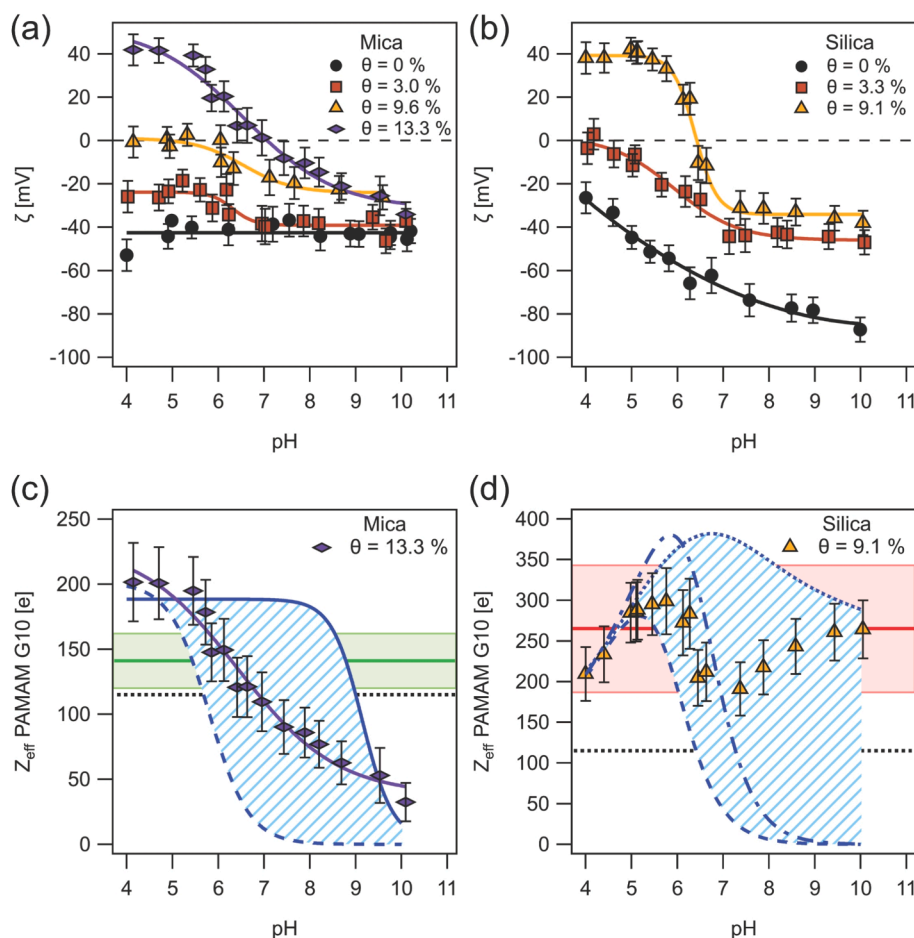 (a)
Mica
θ = 0 %
θ = 3.0 %
θ = 9.6 %
θ = 13.3 %
40
20
0
-20
-40
-60
-80
-100
ζ [mV]
4 5 6 7 8 9 10 11
pH
(b)
Silica
θ = 0 %
θ = 3.3 %
θ = 9.1 %
40
20
0
-20
-40
-60
-80
-100
ζ [mV]
4 5 6 7 8 9 10 11
pH
(c)
Mica
θ = 13.3 %
250
200
150
100
50
0
Zeff PAMAM G10 [e]
4 5 6 7 8 9 10 11
pH
(d)
Silica
θ = 9.1 %
400
350
300
250
200
150
100
50
0
Zeff PAMAM G10 [e]
4 5 6 7 8 9 10 11
pH